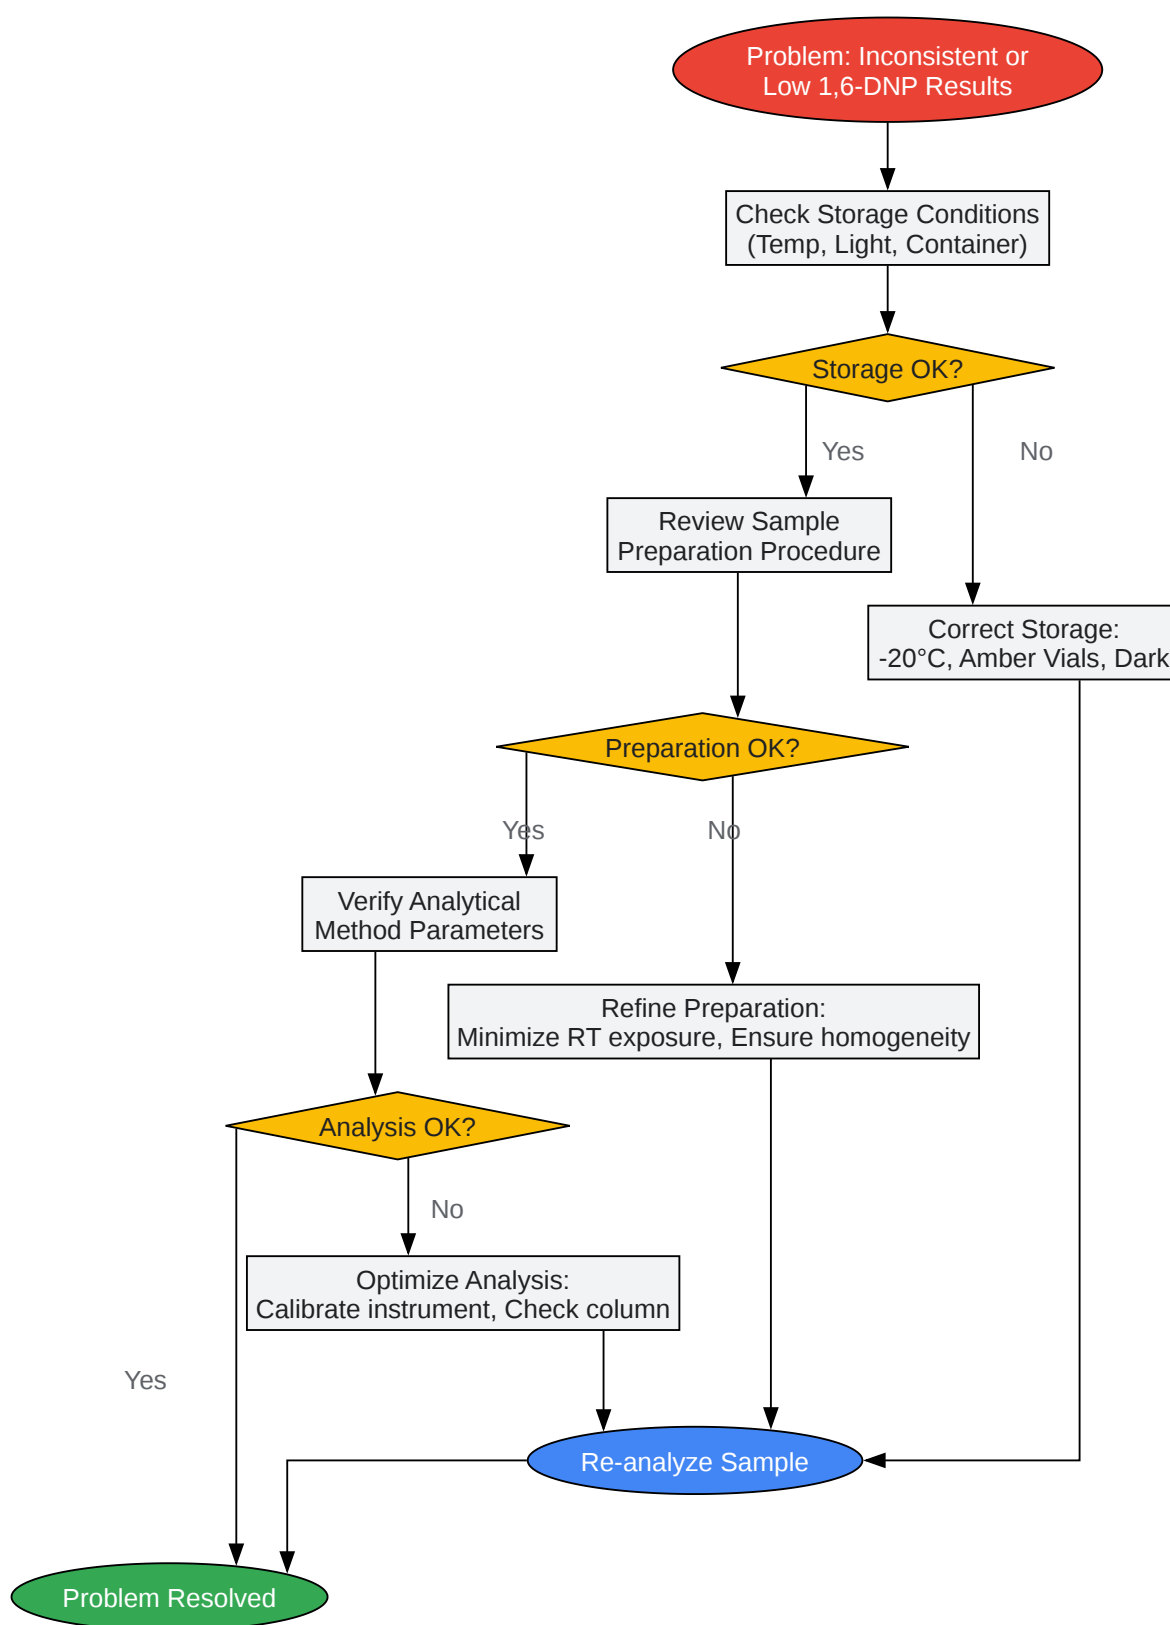 Problem: Inconsistent or
Low 1,6-DNP Results
Check Storage Conditions
(Temp, Light, Container)
Storage OK?
Yes
No
Review Sample
Preparation Procedure
Correct Storage:
-20°C, Amber Vials, Dark
Preparation OK?
Yes
No
Verify Analytical
Method Parameters
Refine Preparation:
Minimize RT exposure, Ensure homogeneity
Analysis OK?
No
Optimize Analysis:
Calibrate instrument, Check column
Yes
Re-analyze Sample
Problem Resolved